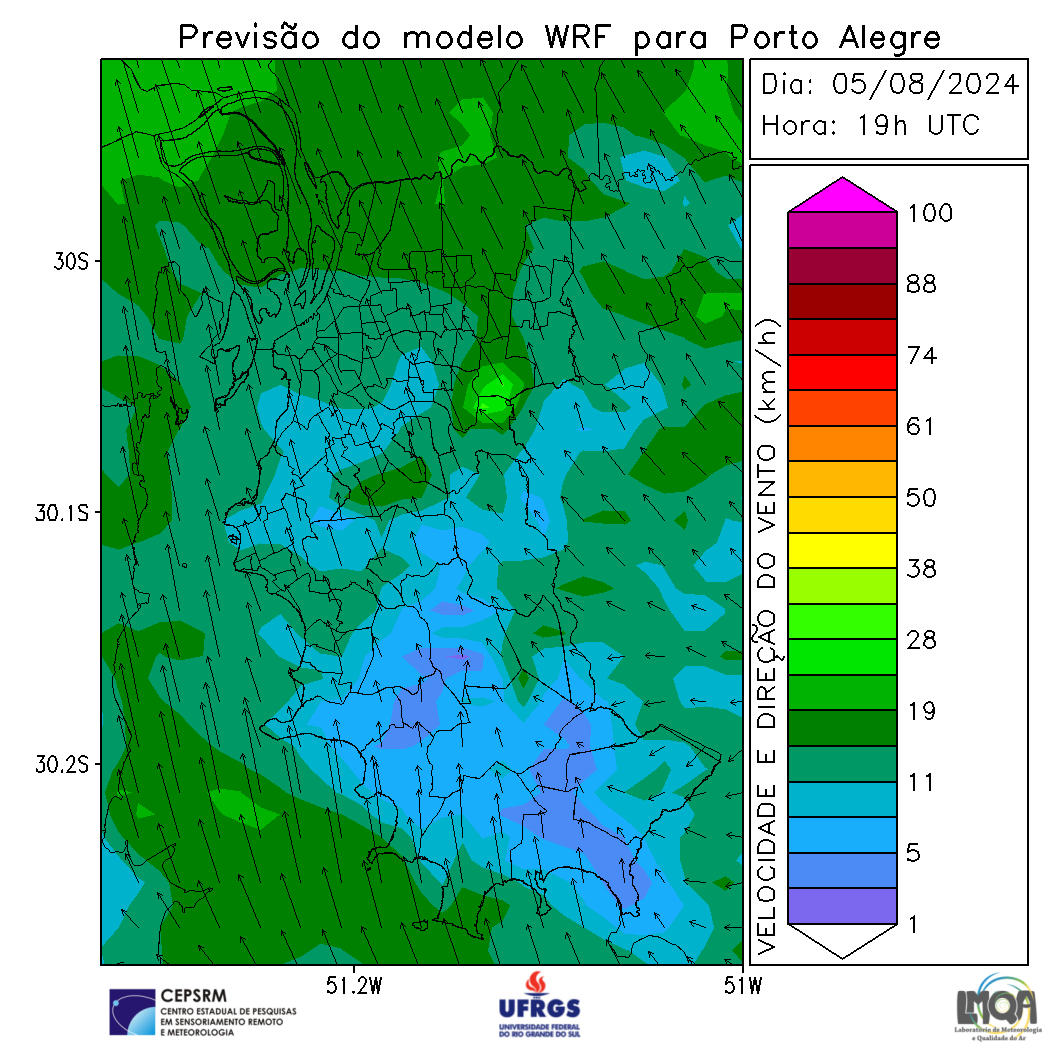 Previsão do modelo WRF para Porto Alegre
Dia: 05/08/2024
Hora: 19h UTC
30S
30.1S
30.2S
51.2W
51W
VELOCIDADE E DIREÇÃO DO VENTO (km/h)
100
88
74
61
50
38
28
19
11
5
1
CEPSRM
CENTRO ESTADUAL DE PESQUISAS
EM SENSORIAMENTO REMOTO
E METEOROLOGIA
UFRGS
UNIVERSIDADE FEDERAL
DO RIO GRANDE DO SUL
LMQA
Laboratório de Meteorologia
e Qualidade do Ar